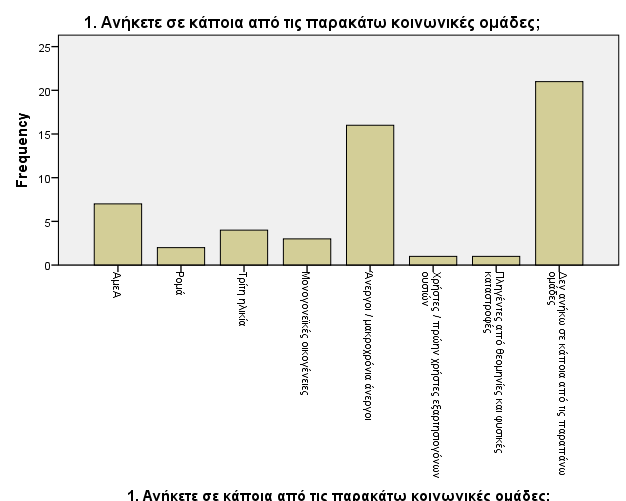 1. Ανήκετε σε κάποια από τις παρακάτω κοινωνικές ομάδες;
Frequency
25
20
15
10
5
0
ΑμεΑ
Ρομά
Τρίτη ηλικία
Μονογονεϊκές οικογένειες
Άνεργοι / μακροχρόνια άνεργοι
Χρήστες / πρώην χρήστες εξαρτησιογόνων
ουσιών
Πληγέντες από θεομηνίες και φυσικές
καταστροφές
Δεν ανήκω σε κάποια από τις παραπάνω
ομάδες
1. Ανήκετε σε κάποια από τις παρακάτω κοινωνικές ομάδες;